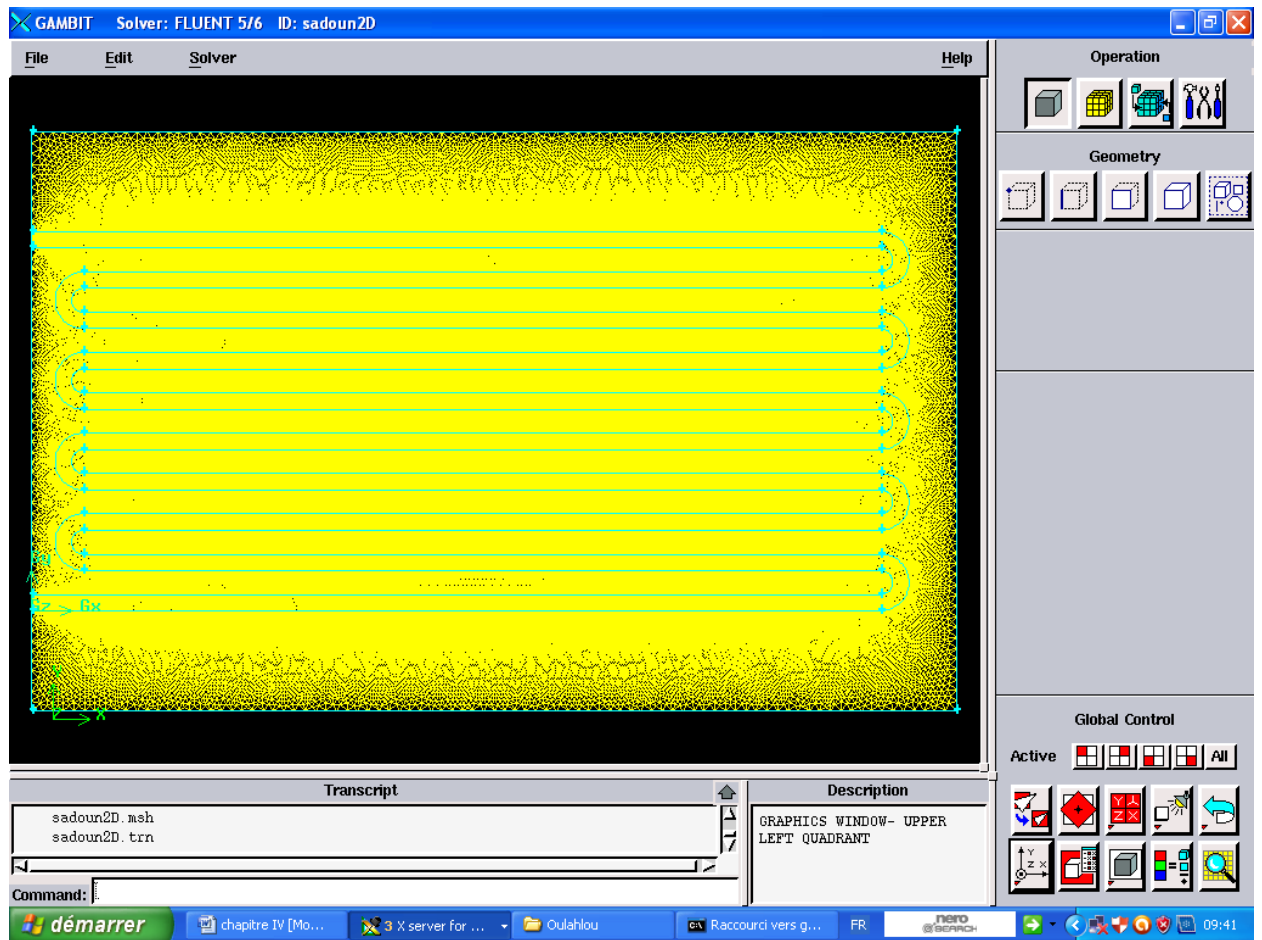 GAMBIT Solver: FLUENT 5/6 ID: sadoun2D
File Edit Solver Help
Operation
Geometry
Gx
X
Global Control
Active All
Transcript
sadoun2D.msh
sadoun2D.trn
Description
GRAPHICS WINDOW- UPPER
LEFT QUADRANT
Command:
démarrer
chapitre IV [Mo...
3 X server for ...
Oulahlou
Raccourci vers g...
FR
nero
SEARCH
09:41